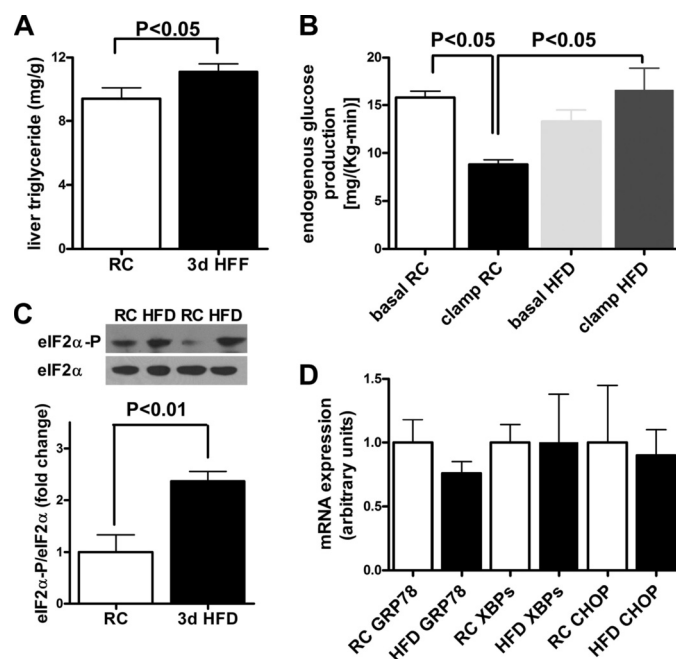 A
P<0.05
liver triglyceride (mg/g)
12
8
4
0
RC
3d HFF
B
P<0.05
P<0.05
endogenous glucose
production
[mg/(Kg-min)]
20
15
10
5
0
basal RC
clamp RC
basal HFD
clamp HFD
C
RC HFD RC HFD
eIF2α-P
eIF2α
P<0.01
eIF2α-P/eIF2α (fold change)
3
2
1
0
RC
3d HFD
D
mRNA expression
(arbitrary units)
1.5
1.0
0.5
0.0
RC GRP78
HFD GRP78
RC XBPs
HFD XBPs
RC CHOP
HFD CHOP